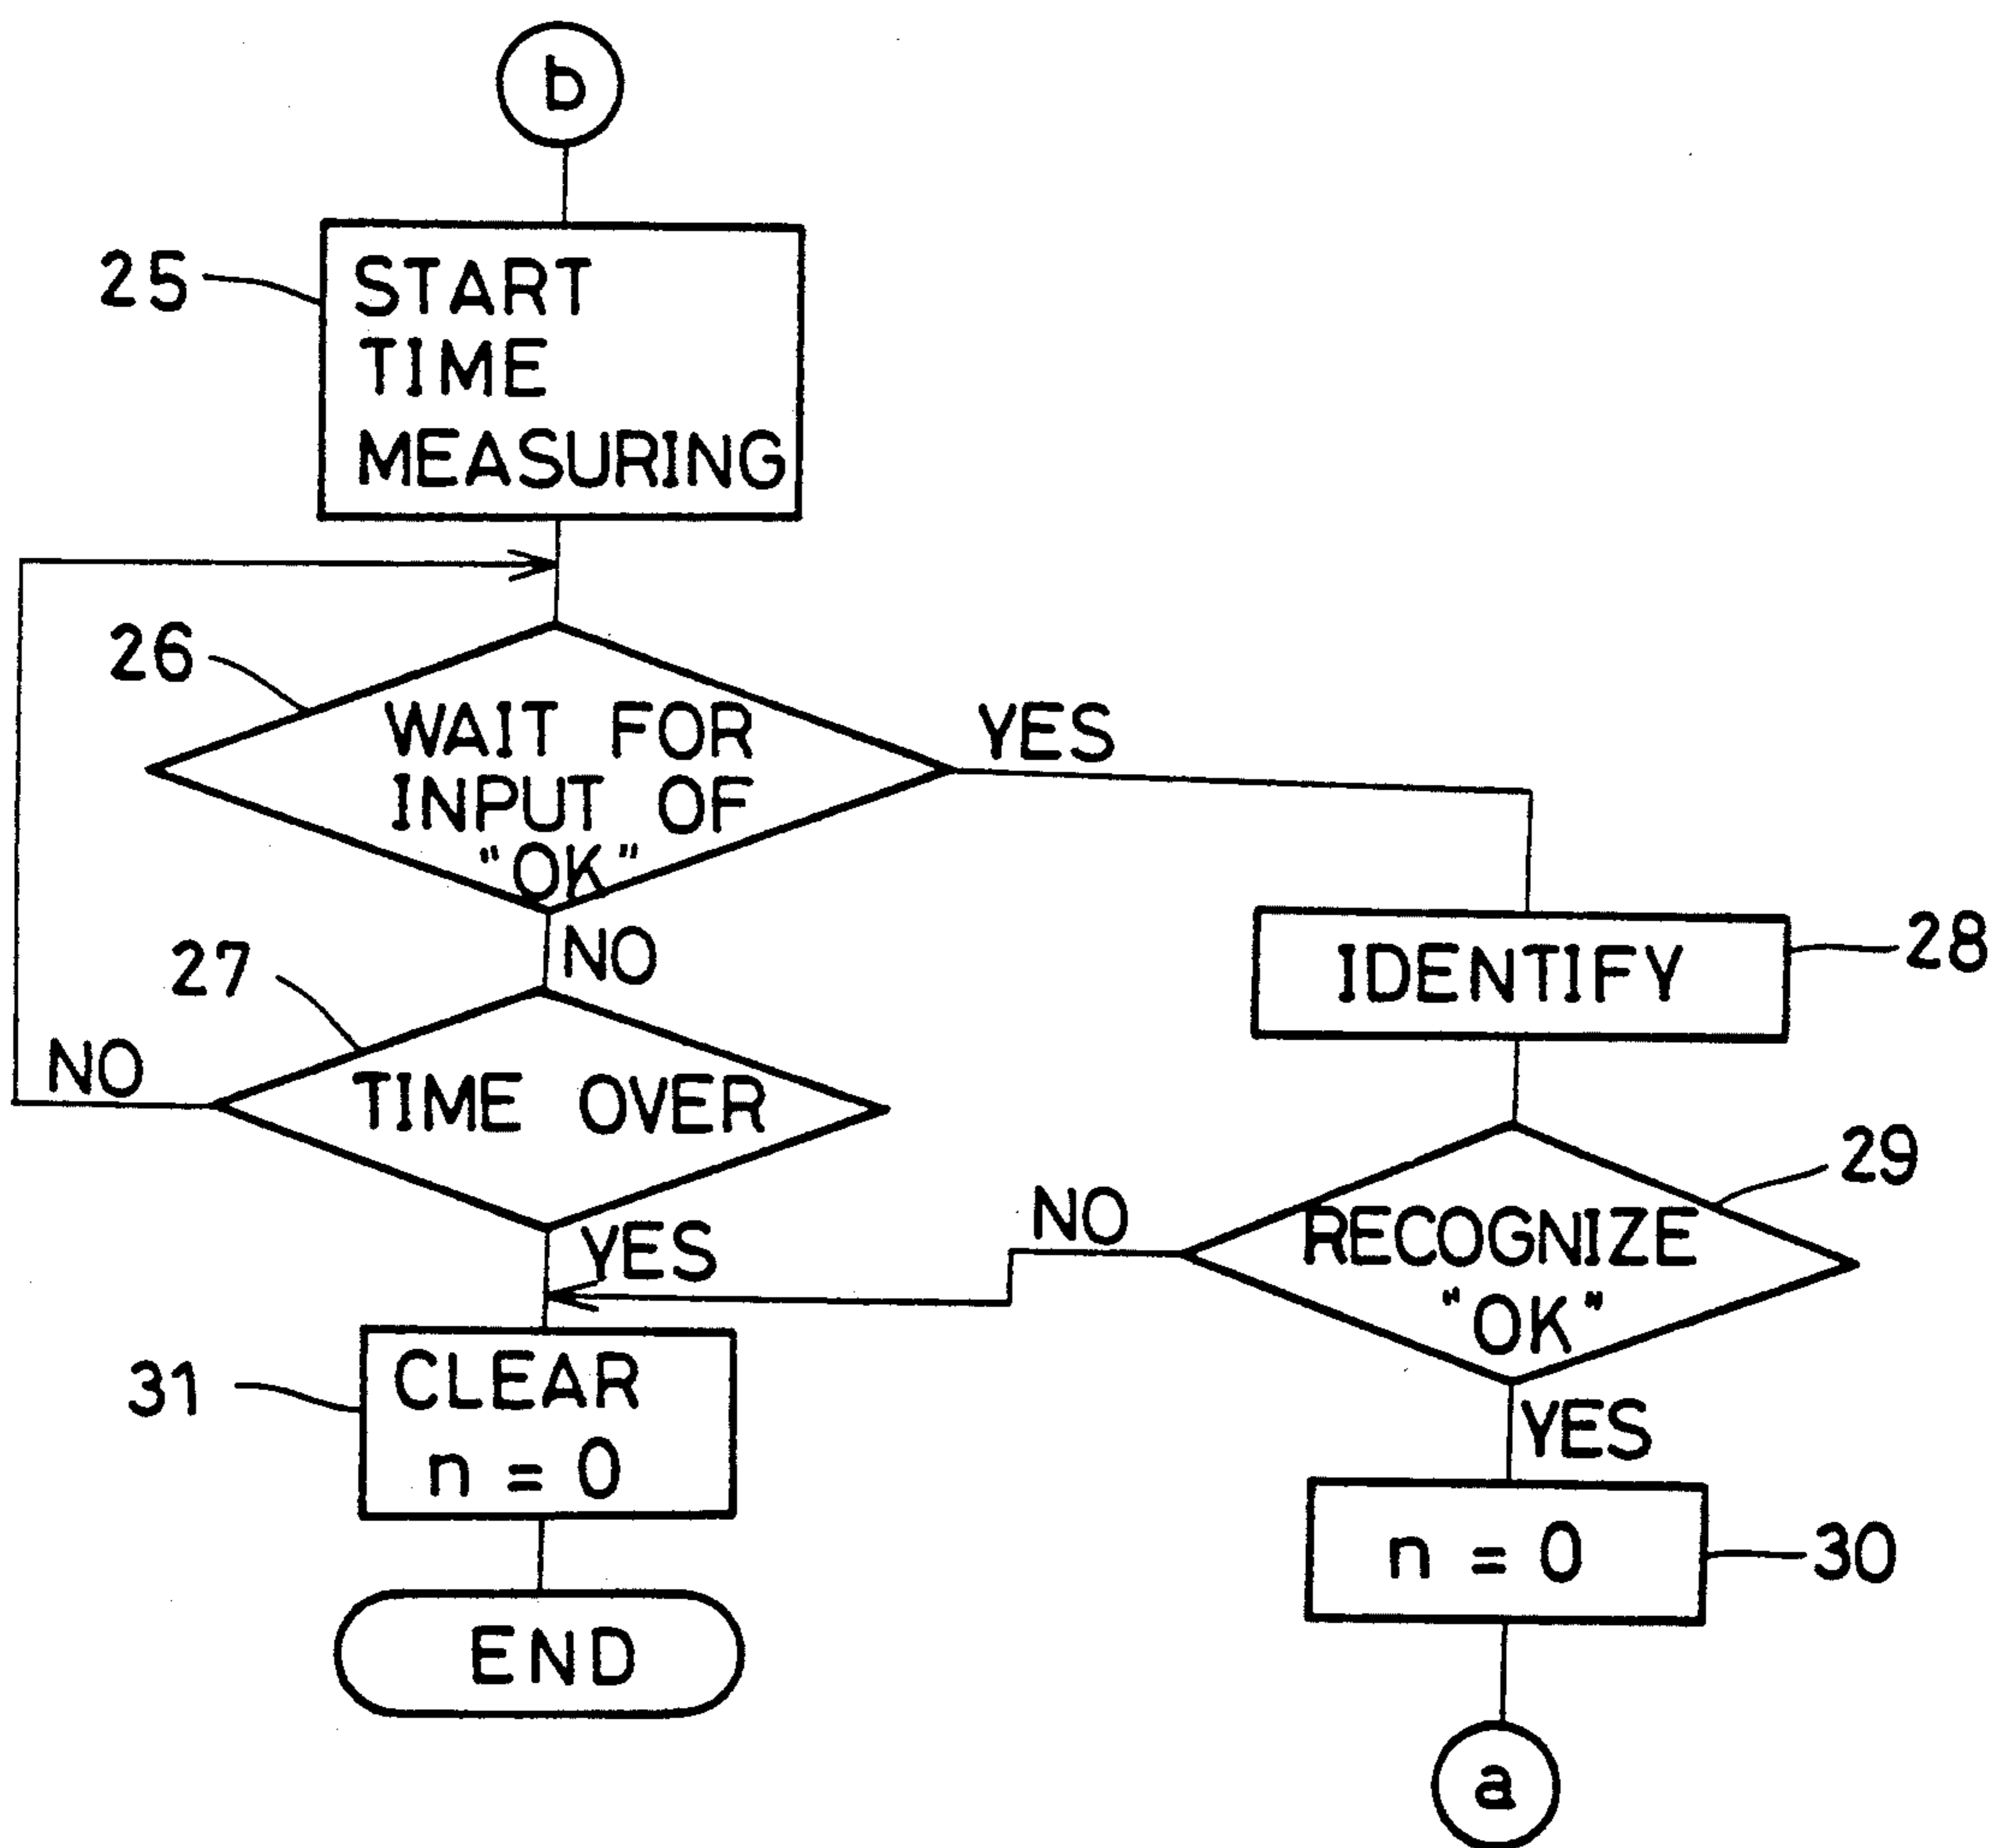 b
25
START
TIME
MEASURING
26
WAIT FOR
INPUT OF
"OK"
YES
NO
27
TIME OVER
NO
YES
28
IDENTIFY
29
RECOGNIZE
"OK"
NO
YES
31
CLEAR
n = 0
30
n = 0
END
a